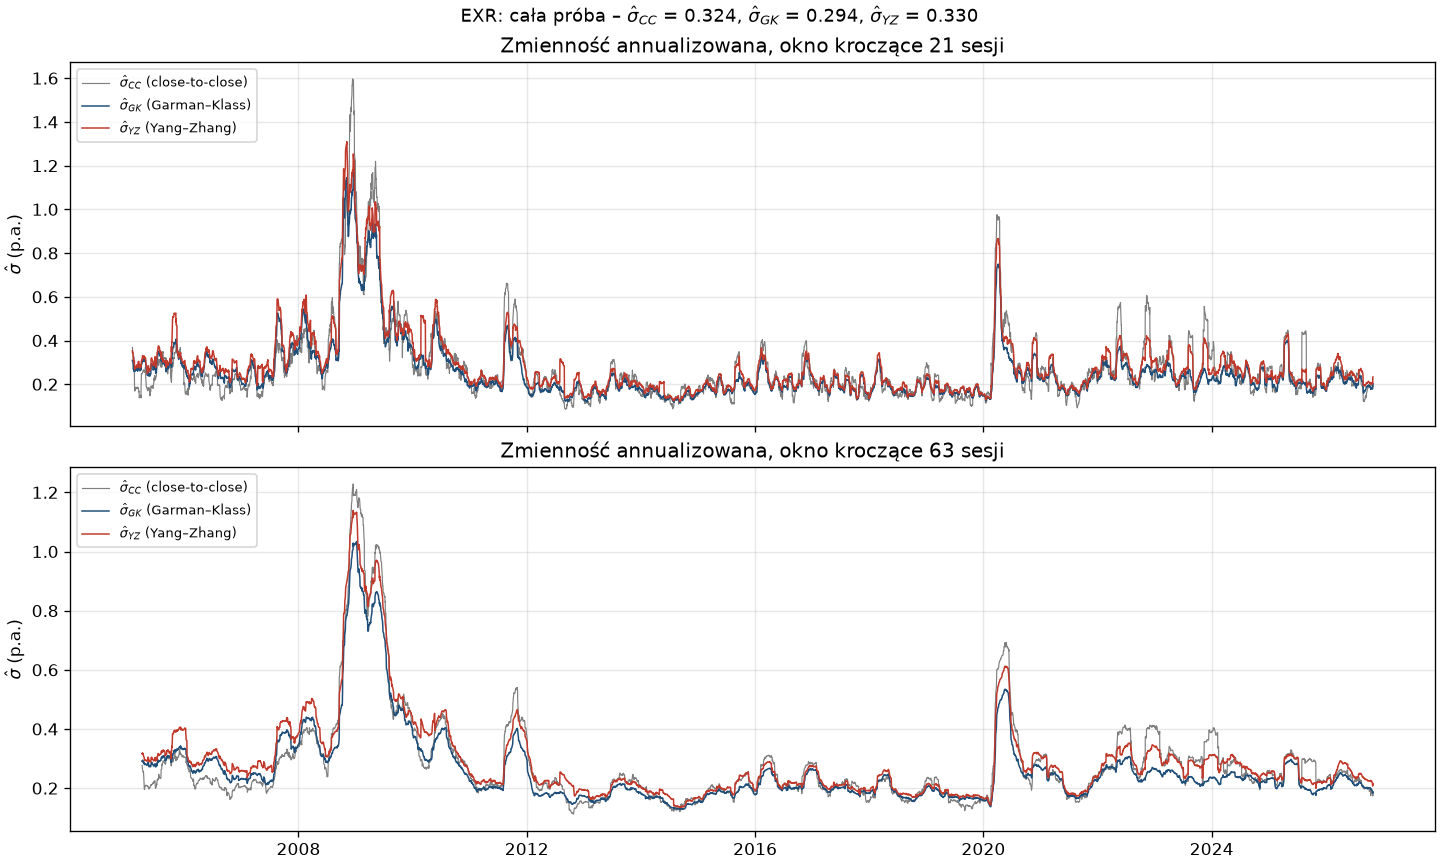 EXR: cała próba – σ̂CC = 0.324, σ̂GK = 0.294, σ̂YZ = 0.330
Zmienność annualizowana, okno kroczące 21 sesji
σ̂CC (close-to-close)
σ̂GK (Garman–Klass)
σ̂YZ (Yang–Zhang)
σ̂ (p.a.)
1.6
1.4
1.2
1.0
0.8
0.6
0.4
0.2
Zmienność annualizowana, okno kroczące 63 sesji
σ̂CC (close-to-close)
σ̂GK (Garman–Klass)
σ̂YZ (Yang–Zhang)
σ̂ (p.a.)
1.2
1.0
0.8
0.6
0.4
0.2
2008 2012 2016 2020 2024